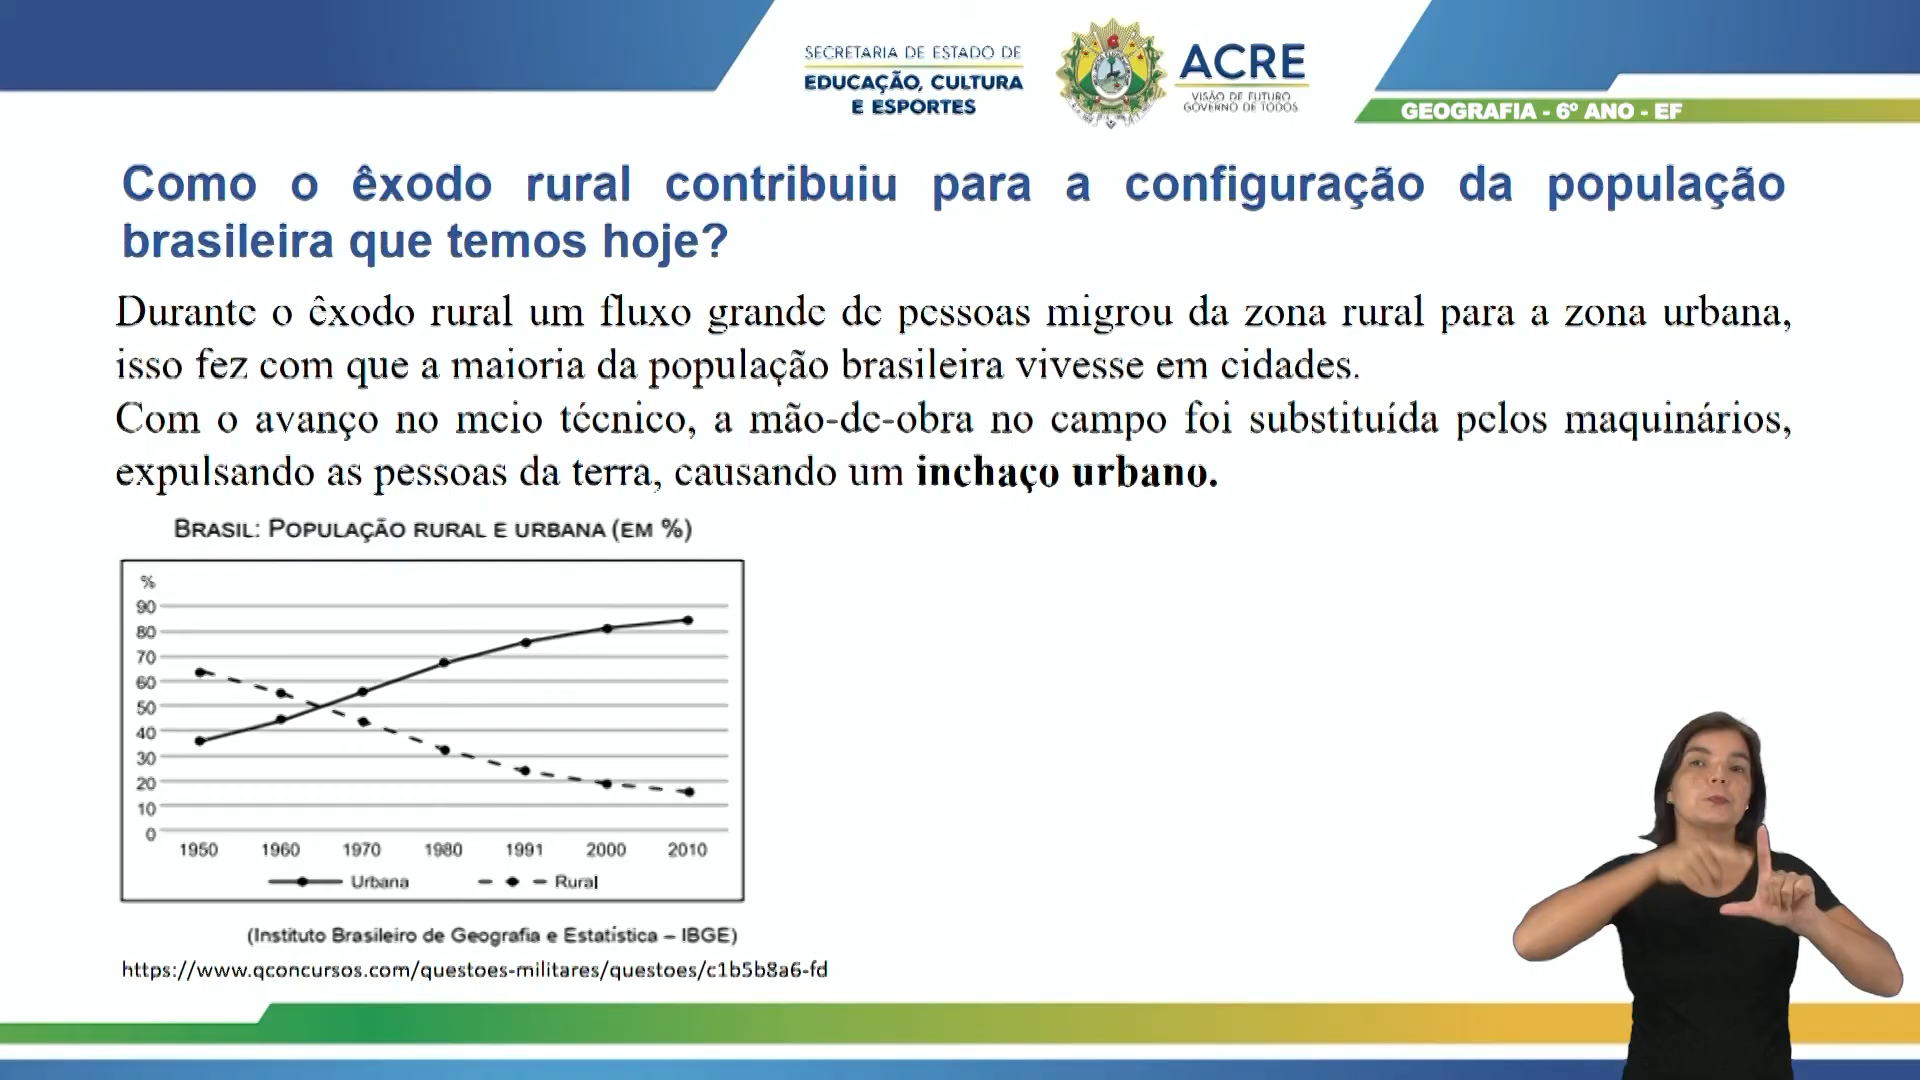 SECRETARIA DE ESTADO DE
EDUCAÇÃO, CULTURA
E ESPORTES
ACRE
VISÃO DE FUTURO
GOVERNO DE TODOS
GEOGRAFIA - 6º ANO - EF
Como o êxodo rural contribuiu para a configuração da população
brasileira que temos hoje?
Durante o êxodo rural um fluxo grande de pessoas migrou da zona rural para a zona urbana,
isso fez com que a maioria da população brasileira vivesse em cidades.
Com o avanço no meio técnico, a mão-de-obra no campo foi substituída pelos maquinários,
expulsando as pessoas da terra, causando um inchaço urbano.
BRASIL: POPULAÇÃO RURAL E URBANA (EM %)
%
90
80
70
60
50
40
30
20
10
0
1950 1960 1970 1980 1991 2000 2010
Urbana Rural
(Instituto Brasileiro de Geografia e Estatística – IBGE)
https://www.qconcursos.com/questoes-militares/questoes/c1b5b8a6-fd